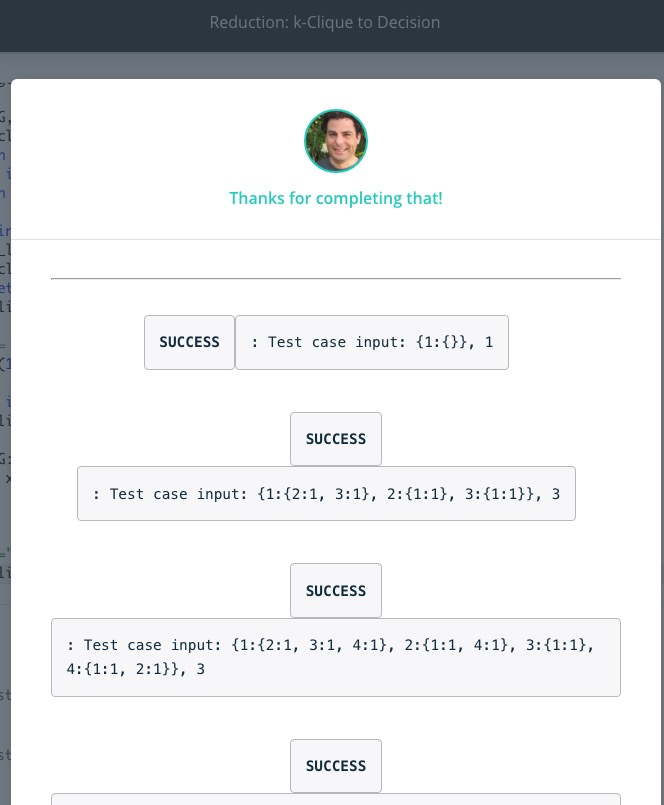 Reduction: k-Clique to Decision
Thanks for completing that!
SUCCESS : Test case input: {1:{}}, 1
SUCCESS
: Test case input: {1:{2:1, 3:1}, 2:{1:1}, 3:{1:1}}, 3
SUCCESS
: Test case input: {1:{2:1, 3:1, 4:1}, 2:{1:1, 4:1}, 3:{1:1},
4:{1:1, 2:1}}, 3
SUCCESS